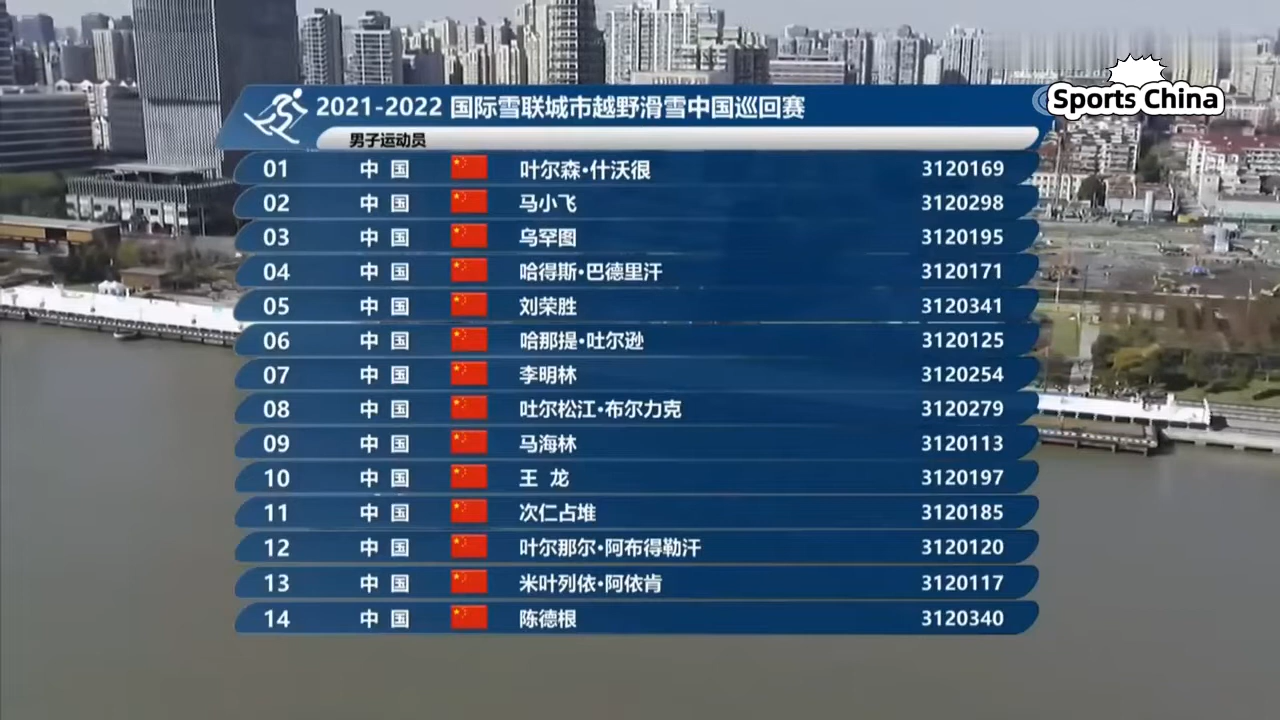 Sports China
2021-2022 国际雪联城市越野滑雪中国巡回赛
男子运动员
01 中国 叶尔森·什沃很 3120169
02 中国 马小飞 3120298
03 中国 乌罕图 3120195
04 中国 哈得斯·巴德里汗 3120171
05 中国 刘荣胜 3120341
06 中国 哈那提·吐尔逊 3120125
07 中国 李明林 3120254
08 中国 吐尔松江·布尔力克 3120279
09 中国 马海林 3120113
10 中国 王 龙 3120197
11 中国 次仁占堆 3120185
12 中国 叶尔那尔·阿布得勒汗 3120120
13 中国 米叶列依·阿依肯 3120117
14 中国 陈德根 3120340